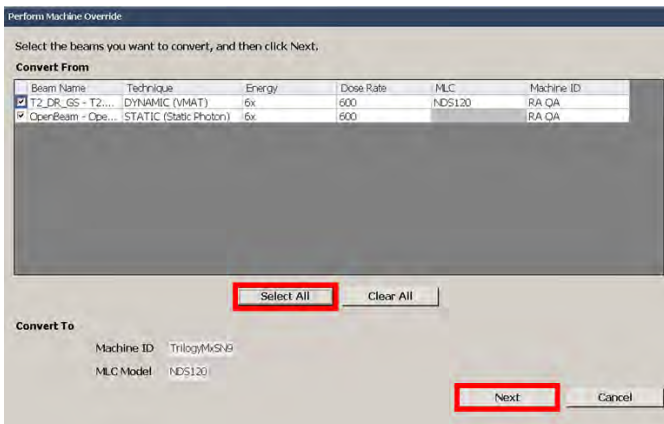 Perform Machine Override
Select the beams you want to convert, and then click Next.
Convert From
Beam Name Technique Energy Dose Rate MLC Machine ID
T2_DR_GS - T2.... DYNAMIC (VMAT) 6x 600 NDS120 RA QA
OpenBeam - Ope... STATIC (Static Photon) 6x 600 RA QA
Select All Clear All
Convert To
Machine ID TrilogyMxSN9
MLC Model NDS120
Next Cancel